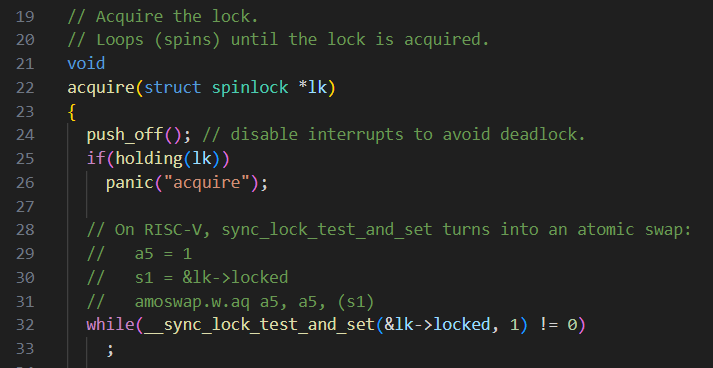 19 // Acquire the lock.
20 // Loops (spins) until the lock is acquired.
21 void
22 acquire(struct spinlock *lk)
23 {
24 push_off(); // disable interrupts to avoid deadlock.
25 if(holding(lk))
26 panic("acquire");
27
28 // On RISC-V, sync_lock_test_and_set turns into an atomic swap:
29 //   a5 = 1
30 //   s1 = &lk->locked
31 //   amoswap.w.aq a5, a5, (s1)
32 while(__sync_lock_test_and_set(&lk->locked, 1) != 0)
33 ;